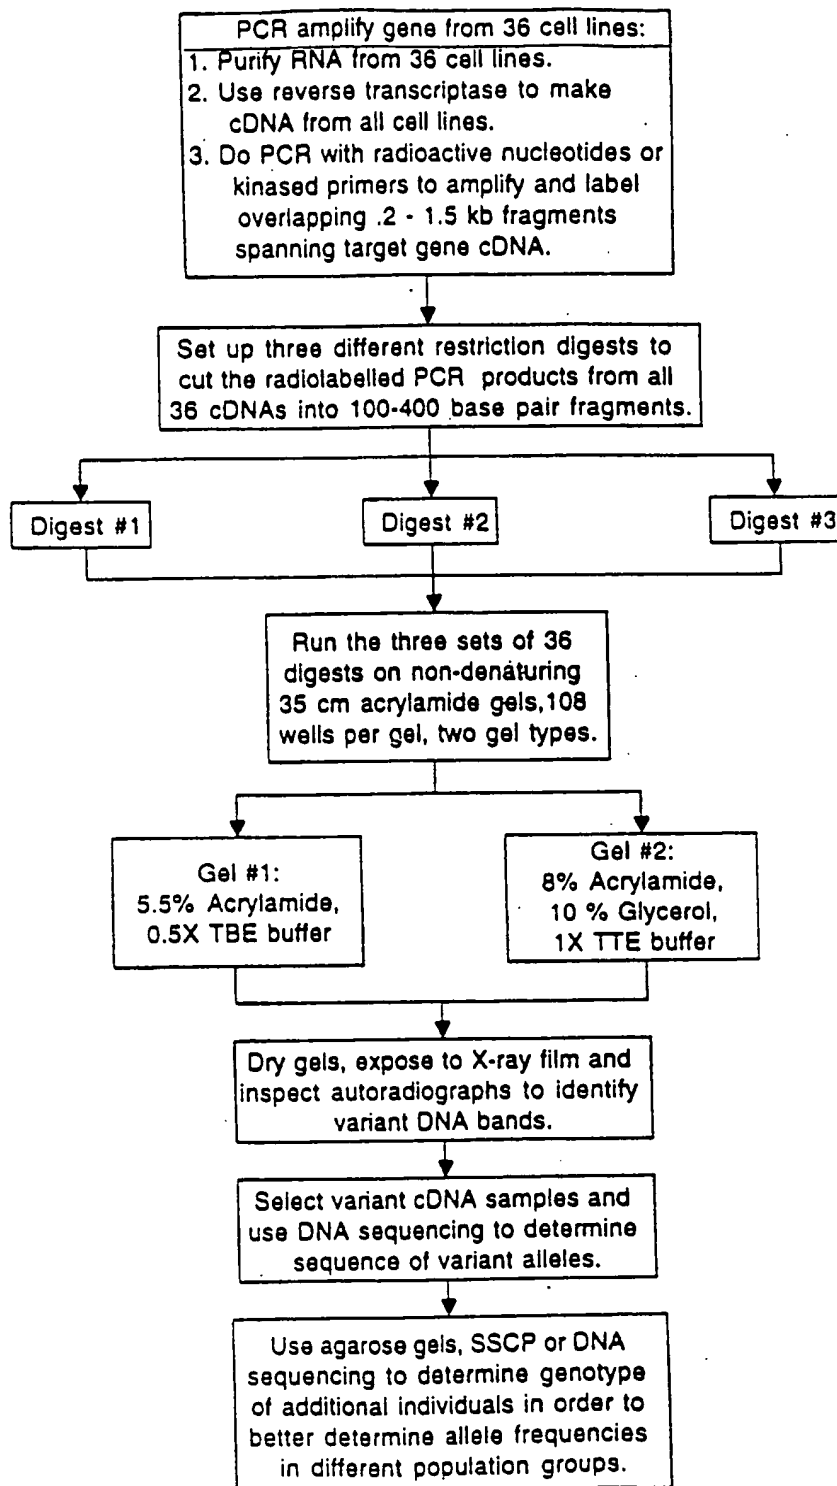 PCR amplify gene from 36 cell lines:
1. Purify RNA from 36 cell lines.
2. Use reverse transcriptase to make
cDNA from all cell lines.
3. Do PCR with radioactive nucleotides or
kinased primers to amplify and label
overlapping .2 - 1.5 kb fragments
spanning target gene cDNA.
Set up three different restriction digests to
cut the radiolabelled PCR products from all
36 cDNAs into 100-400 base pair fragments.
Digest #1
Digest #2
Digest #3
Run the three sets of 36
digests on non-denaturing
35 cm acrylamide gels,108
wells per gel, two gel types.
Gel #1:
5.5% Acrylamide,
0.5X TBE buffer
Gel #2:
8% Acrylamide,
10 % Glycerol,
1X TTE buffer
Dry gels, expose to X-ray film and
inspect autoradiographs to identify
variant DNA bands.
Select variant cDNA samples and
use DNA sequencing to determine
sequence of variant alleles.
Use agarose gels, SSCP or DNA
sequencing to determine genotype
of additional individuals in order to
better determine allele frequencies
in different population groups.